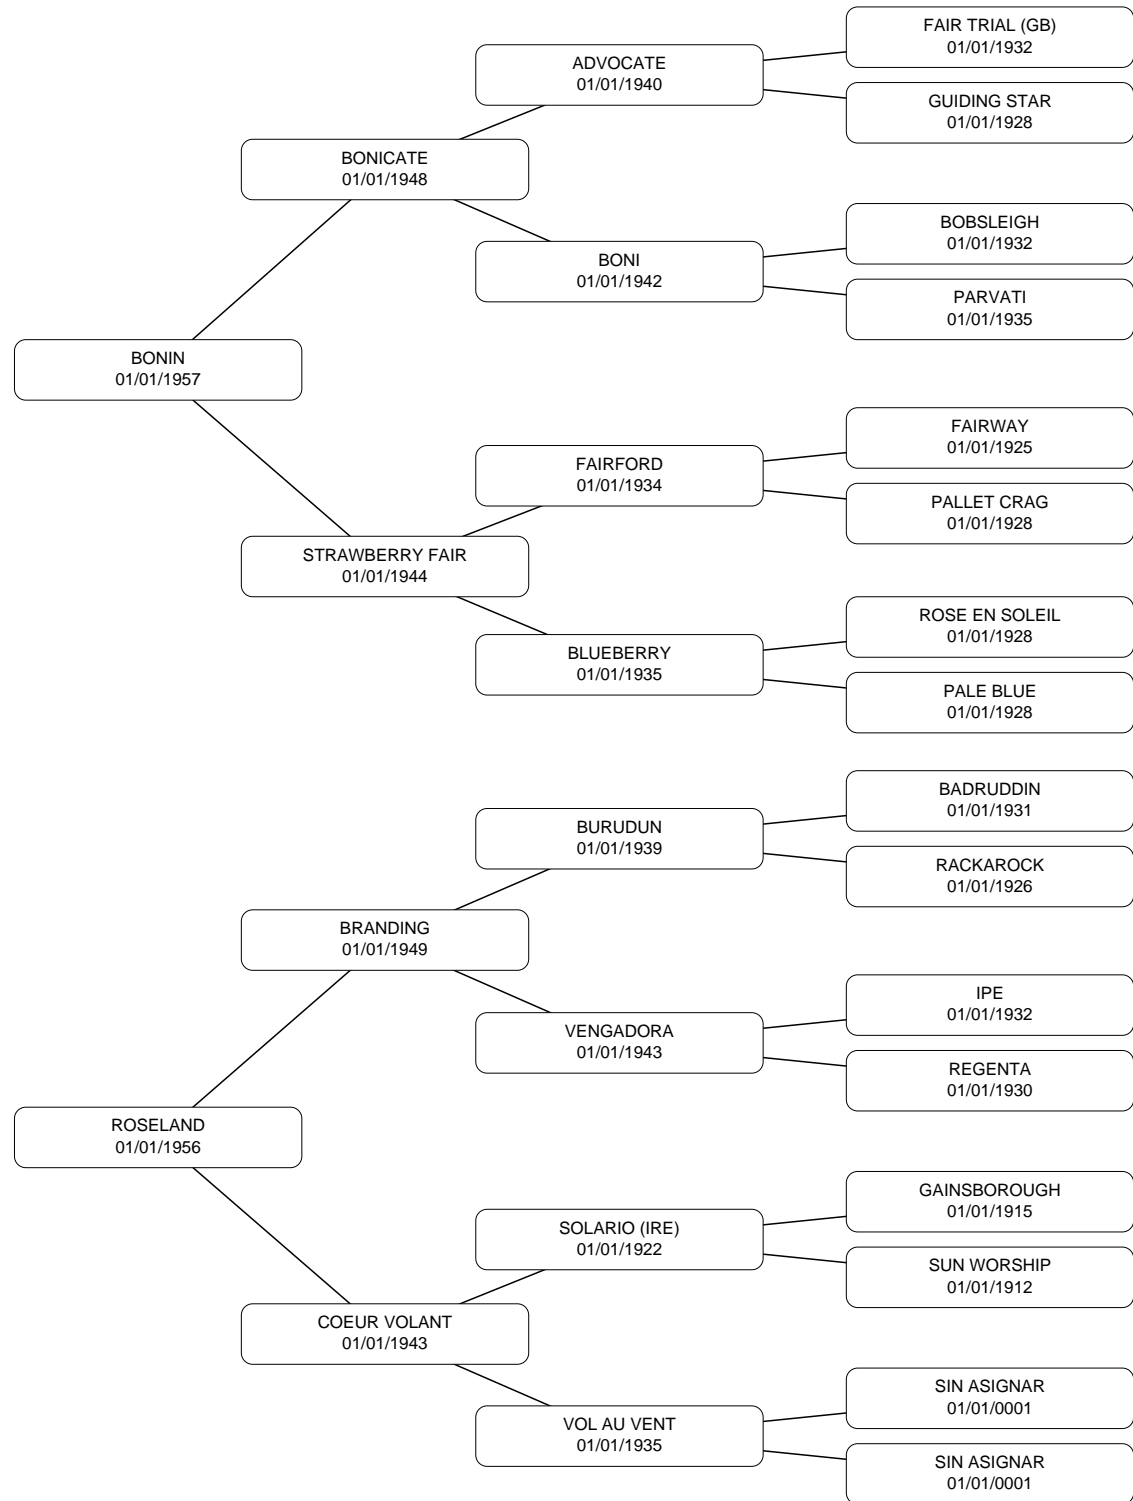 FAIR TRIAL (GB)
01/01/1932
ADVOCATE
01/01/1940
GUIDING STAR
01/01/1928
BONICATE
01/01/1948
BOBSLEIGH
01/01/1932
BONI
01/01/1942
PARVATI
01/01/1935
BONIN
01/01/1957
FAIRWAY
01/01/1925
FAIRFORD
01/01/1934
PALLET CRAG
01/01/1928
STRAWBERRY FAIR
01/01/1944
ROSE EN SOLEIL
01/01/1928
BLUEBERRY
01/01/1935
PALE BLUE
01/01/1928
BADRUDDIN
01/01/1931
BURUDUN
01/01/1939
RACKAROCK
01/01/1926
BRANDING
01/01/1949
IPE
01/01/1932
VENGADORA
01/01/1943
REGENTA
01/01/1930
ROSELAND
01/01/1956
GAINSBOROUGH
01/01/1915
SOLARIO (IRE)
01/01/1922
SUN WORSHIP
01/01/1912
COEUR VOLANT
01/01/1943
SIN ASIGNAR
01/01/0001
VOL AU VENT
01/01/1935
SIN ASIGNAR
01/01/0001